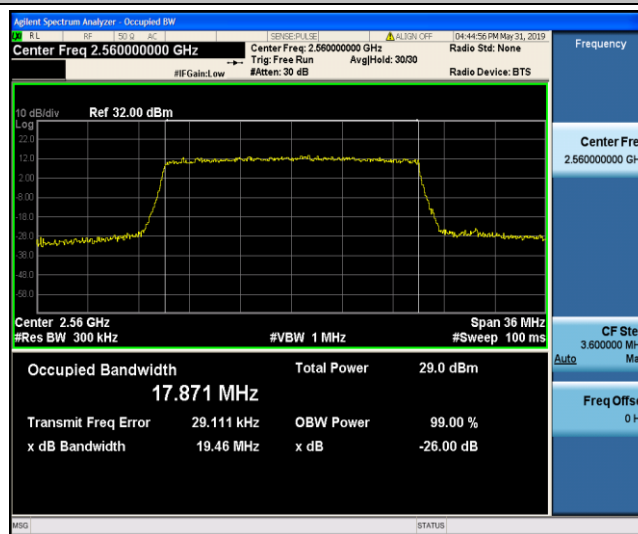 Agilent Spectrum Analyzer - Occupied BW
RL RF 50 Ω AC SENSE:PULSE ALIGN OFF 04:44:56 PM May 31, 2019
Center Freq 2.560000000 GHz
Center Freq: 2.560000000 GHz
Radio Std: None
Trig: Free Run Avg|Hold: 30/30
#IFGain:Low #Atten: 30 dB
Radio Device: BTS
Frequency
10 dB/div Ref 32.00 dBm
Log
22.0
12.0
2.00
-8.00
-18.0
-28.0
-38.0
-48.0
-58.0
Center Fre
2.560000000 GH
Center 2.56 GHz Span 36 MHz
#Res BW 300 kHz #VBW 1 MHz #Sweep 100 ms
CF Ste
3.600000 MH
Auto Ma
Occupied Bandwidth Total Power 29.0 dBm
17.871 MHz
Transmit Freq Error 29.111 kHz OBW Power 99.00 %
x dB Bandwidth 19.46 MHz x dB -26.00 dB
Freq Offse
0 H
MSG STATUS